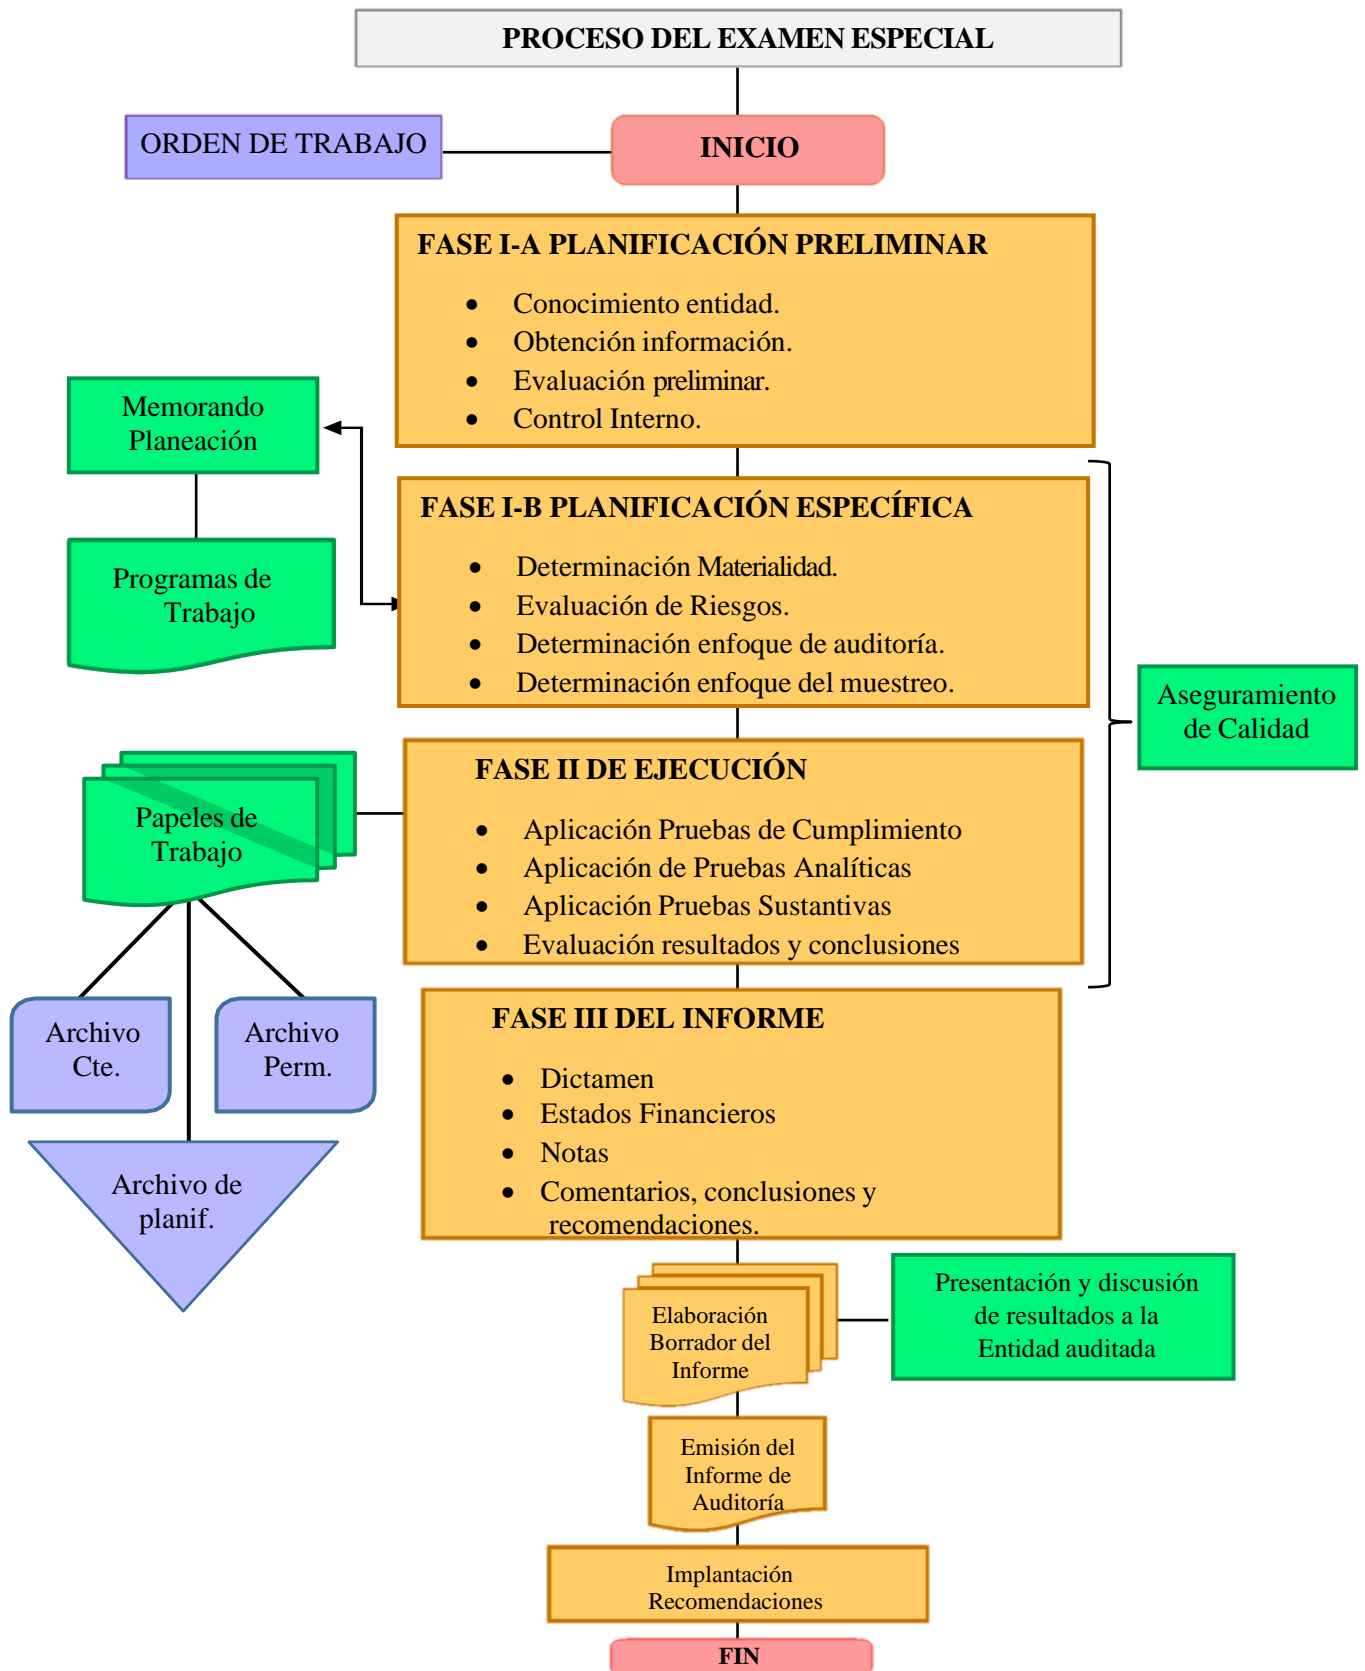 PROCESO DEL EXAMEN ESPECIAL
ORDEN DE TRABAJO
INICIO
FASE I-A PLANIFICACIÓN PRELIMINAR
• Conocimiento entidad.
• Obtención información.
• Evaluación preliminar.
• Control Interno.
Memorando
Planeación
FASE I-B PLANIFICACIÓN ESPECÍFICA
• Determinación Materialidad.
• Evaluación de Riesgos.
• Determinación enfoque de auditoría.
• Determinación enfoque del muestreo.
Programas de
Trabajo
Aseguramiento
de Calidad
FASE II DE EJECUCIÓN
• Aplicación Pruebas de Cumplimiento
• Aplicación de Pruebas Analíticas
• Aplicación Pruebas Sustantivas
• Evaluación resultados y conclusiones
Papeles de
Trabajo
Archivo
Cte.
Archivo
Perm.
Archivo de
planif.
FASE III DEL INFORME
• Dictamen
• Estados Financieros
• Notas
• Comentarios, conclusiones y
recomendaciones.
Elaboración
Borrador del
Informe
Presentación y discusión
de resultados a la
Entidad auditada
Emisión del
Informe de
Auditoría
Implantación
Recomendaciones
FIN